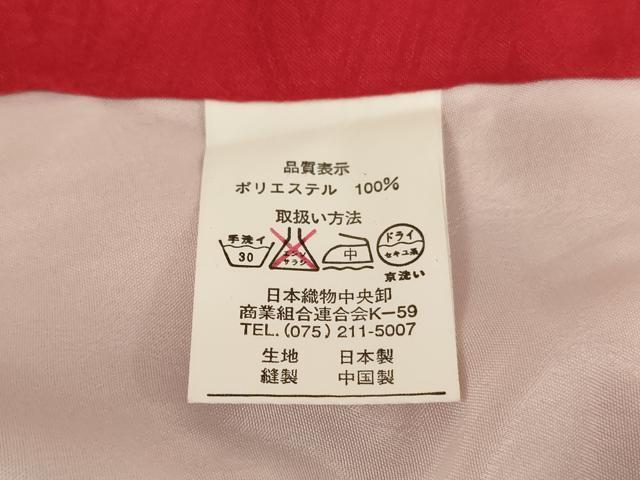 品質表示
ポリエステル 100%
取扱い方法
手洗イ 30 エンソ サラシ 中 ドライ セキユ系
京洗い
日本織物中央卸
商業組合連合会K-59
TEL.(075)211-5007
生地 日本製
縫製 中国製